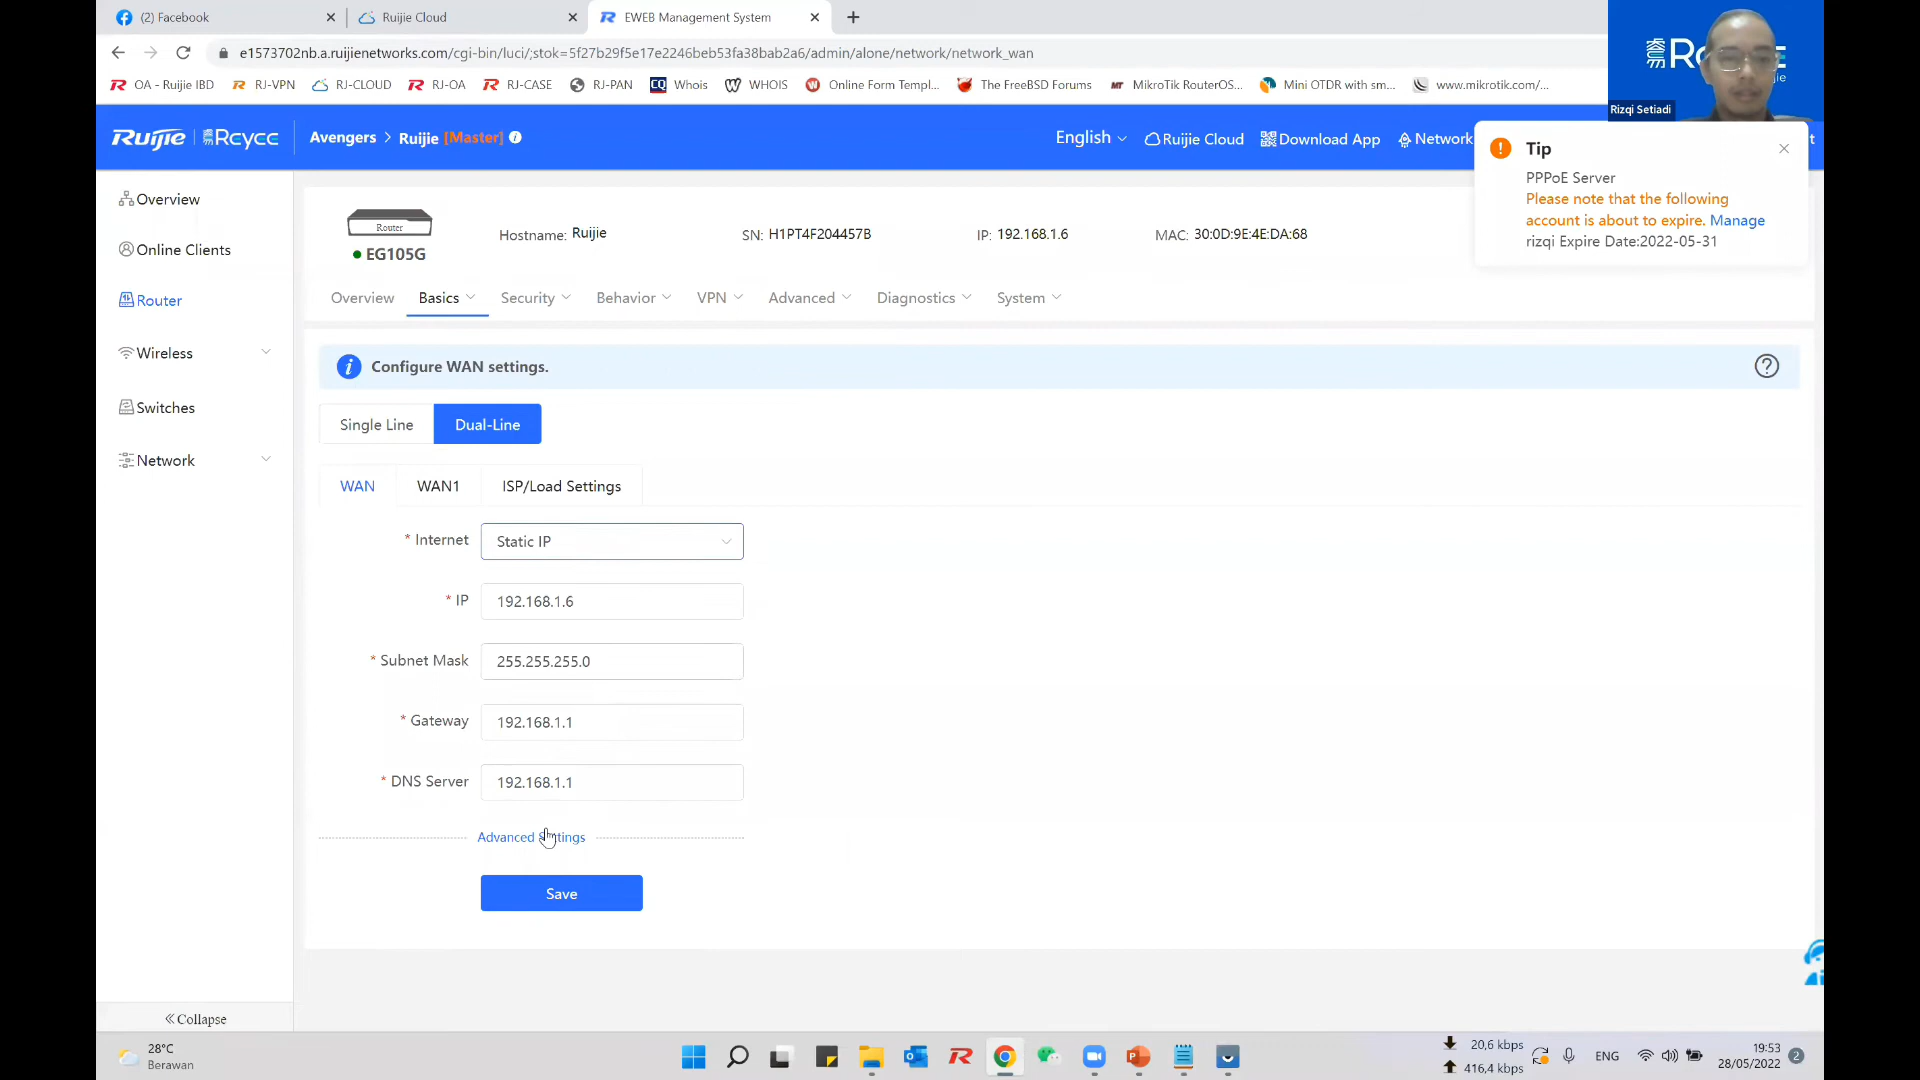 (2) Facebook
Ruijie Cloud
EWEB Management System
e1573702nb.a.ruijienetworks.com/cgi-bin/luci/;stok=5f27b29f5e17e2246beb53fa38bab2a6/admin/alone/network/network_wan
OA - Ruijie IBD
RJ-VPN
RJ-CLOUD
RJ-OA
RJ-CASE
RJ-PAN
CQ
Whois
WHOIS
Online Form Templ...
The FreeBSD Forums
MikroTik RouterOS...
Mini OTDR with sm...
www.mikrotik.com/...
Rizqi Setiadi
Ruijie | Reyee
Avengers > Ruijie [Master]
English
Ruijie Cloud
Download App
Network
Tip
PPPoE Server
Please note that the following
account is about to expire. Manage
rizqi Expire Date:2022-05-31
Overview
Online Clients
Router
Wireless
Switches
Network
Collapse
Router
EG105G
Hostname: Ruijie
SN: H1PT4F204457B
IP: 192.168.1.6
MAC: 30:0D:9E:4E:DA:68
Overview
Basics
Security
Behavior
VPN
Advanced
Diagnostics
System
Configure WAN settings.
Single Line
Dual-Line
WAN
WAN1
ISP/Load Settings
* Internet
Static IP
* IP
192.168.1.6
* Subnet Mask
255.255.255.0
* Gateway
192.168.1.1
* DNS Server
192.168.1.1
Advanced Settings
Save
28°C
Berawan
20,6 kbps
416,4 kbps
ENG
19:53
28/05/2022
2